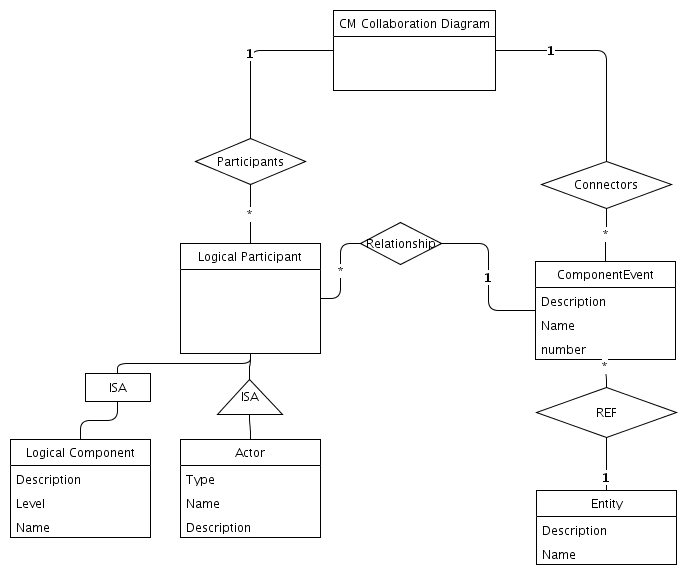 CM Collaboration Diagram
1
1
Participants
Connectors
*
*
Logical Participant
Relationship
*
1
ComponentEvent
Description
Name
number
*
ISA
ISA
REF
Logical Component
Description
Level
Name
Actor
Type
Name
Description
1
Entity
Description
Name